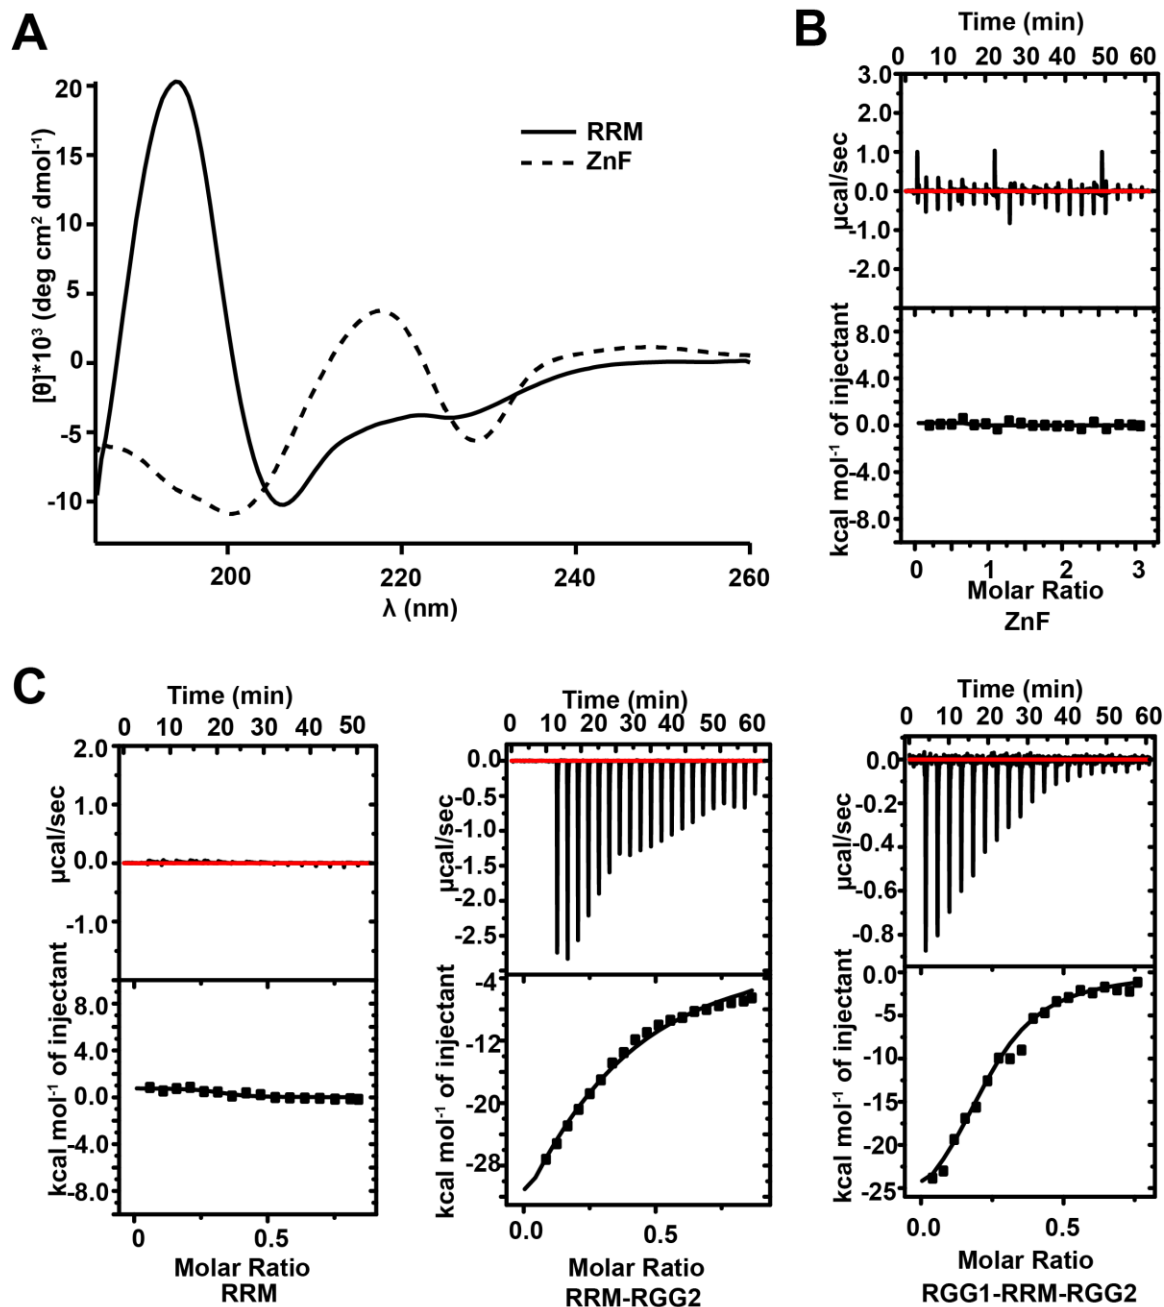 A
[θ]*10³ (deg cm² dmol⁻¹)
20
15
10
5
0
-5
-10
RRM
ZnF
200 220 240 260
λ (nm)
B
Time (min)
0 10 20 30 40 50 60
µcal/sec
3.0
2.0
1.0
0.0
-1.0
-2.0
kcal mol⁻¹ of injectant
8.0
4.0
0.0
-4.0
-8.0
0 1 2 3
Molar Ratio
ZnF
C
Time (min)
0 10 20 30 40 50
µcal/sec
2.0
1.0
0.0
-1.0
kcal mol⁻¹ of injectant
8.0
4.0
0.0
-4.0
-8.0
0 0.5
Molar Ratio
RRM
Time (min)
0 10 20 30 40 50 60
µcal/sec
0.0
-0.5
-1.0
-1.5
-2.0
-2.5
kcal mol⁻¹ of injectant
-4
-12
-20
-28
0.0 0.5
Molar Ratio
RRM-RGG2
Time (min)
0 10 20 30 40 50 60
µcal/sec
0.0
-0.2
-0.4
-0.6
-0.8
kcal mol⁻¹ of injectant
0.0
-5
-10
-15
-20
-25
0.0 0.5
Molar Ratio
RGG1-RRM-RGG2